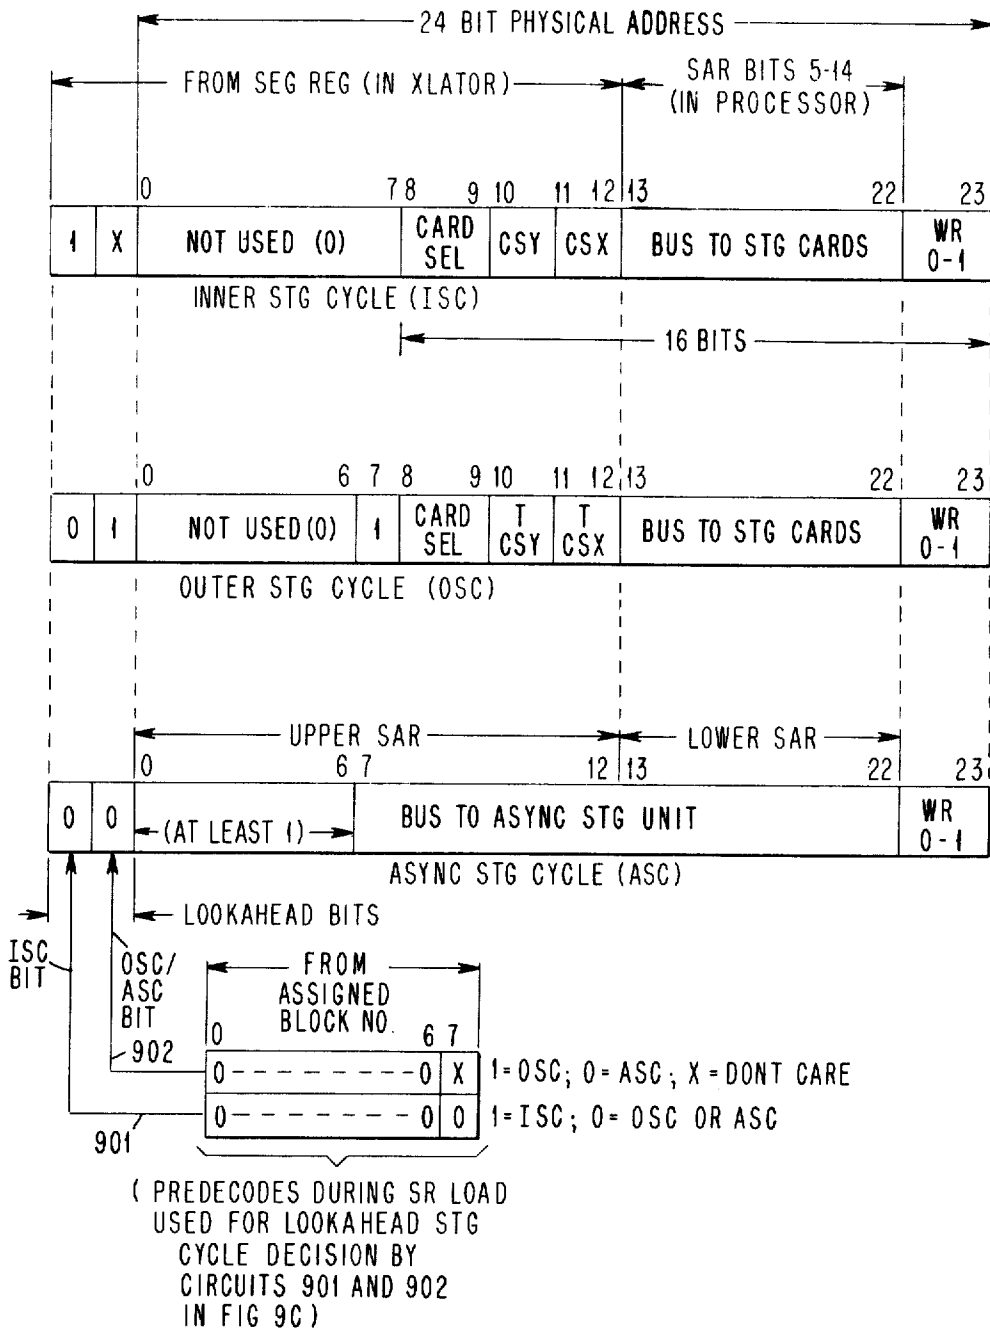 24 BIT PHYSICAL ADDRESS
FROM SEG REG (IN XLATOR)
SAR BITS 5-14
(IN PROCESSOR)
0 7 8 9 10 11 12 13 22 23
1 X NOT USED (0) CARD SEL CSY CSX BUS TO STG CARDS WR 0-1
INNER STG CYCLE (ISC)
16 BITS
0 6 7 8 9 10 11 12 13 22 23
0 1 NOT USED (0) 1 CARD SEL T CSY T CSX BUS TO STG CARDS WR 0-1
OUTER STG CYCLE (OSC)
UPPER SAR LOWER SAR
0 6 7 12 13 22 23
0 0 (AT LEAST 1) BUS TO ASYNC STG UNIT WR 0-1
ASYNC STG CYCLE (ASC)
LOOKAHEAD BITS
ISC
BIT
OSC/
ASC
BIT
902
FROM
ASSIGNED
BLOCK NO.
0 6 7
0 - - - - - - - - 0 X 1=OSC; 0=ASC; X=DONT CARE
0 - - - - - - - - 0 0 1=ISC; 0= OSC OR ASC
901
( PREDECODES DURING SR LOAD
USED FOR LOOKAHEAD STG
CYCLE DECISION BY
CIRCUITS 901 AND 902
IN FIG 9C)